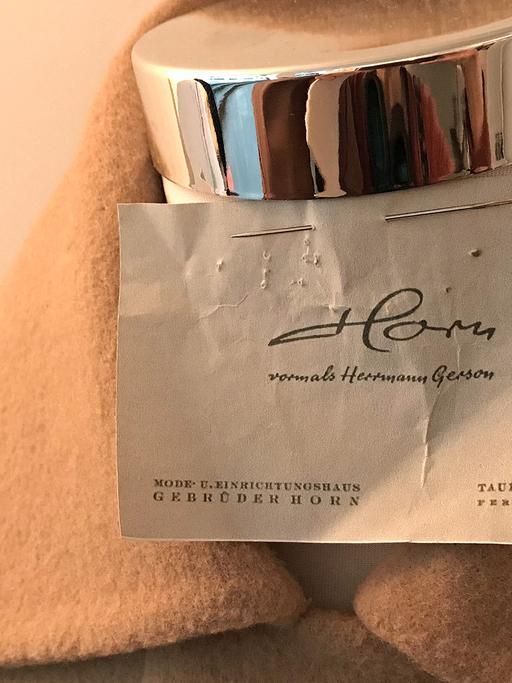 Horn
vormals Herrmann Gerson
MODE- U. EINRICHTUNGSHAUS
GEBRÜDER HORN